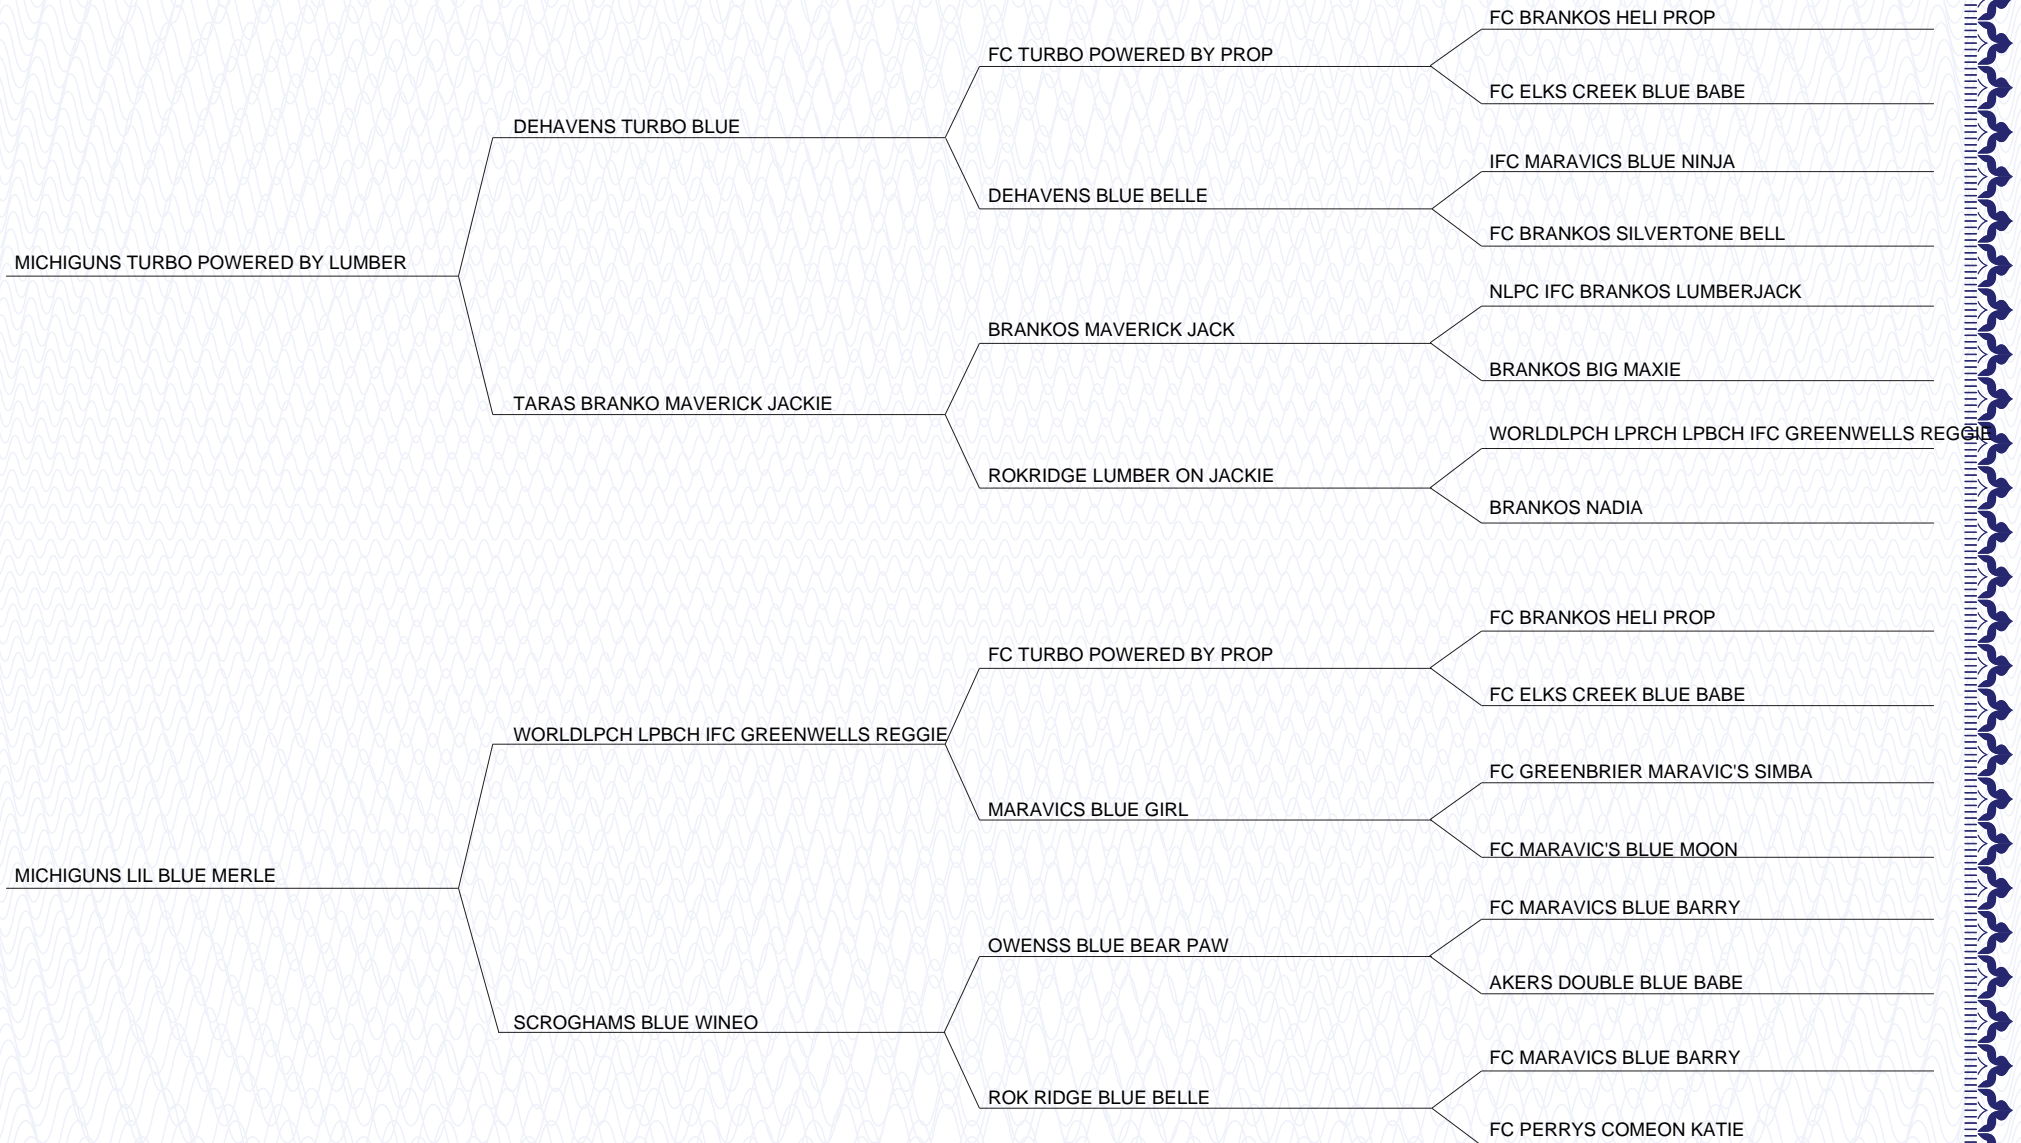 FC BRANKOS HELI PROP
FC TURBO POWERED BY PROP
FC ELKS CREEK BLUE BABE
DEHAVENS TURBO BLUE
IFC MARAVICS BLUE NINJA
DEHAVENS BLUE BELLE
FC BRANKOS SILVERTONE BELL
MICHIGUNS TURBO POWERED BY LUMBER
NLPC IFC BRANKOS LUMBERJACK
BRANKOS MAVERICK JACK
BRANKOS BIG MAXIE
TARAS BRANKO MAVERICK JACKIE
WORLDLPCH LPRCH LPBCH IFC GREENWELLS REGGIE
ROKRIDGE LUMBER ON JACKIE
BRANKOS NADIA
FC BRANKOS HELI PROP
FC TURBO POWERED BY PROP
FC ELKS CREEK BLUE BABE
WORLDLPCH LPBCH IFC GREENWELLS REGGIE
FC GREENBRIER MARAVIC'S SIMBA
MARAVICS BLUE GIRL
FC MARAVIC'S BLUE MOON
MICHIGUNS LIL BLUE MERLE
FC MARAVICS BLUE BARRY
OWENSS BLUE BEAR PAW
AKERS DOUBLE BLUE BABE
SCROGHAMS BLUE WINEO
FC MARAVICS BLUE BARRY
ROK RIDGE BLUE BELLE
FC PERRYS COMEON KATIE